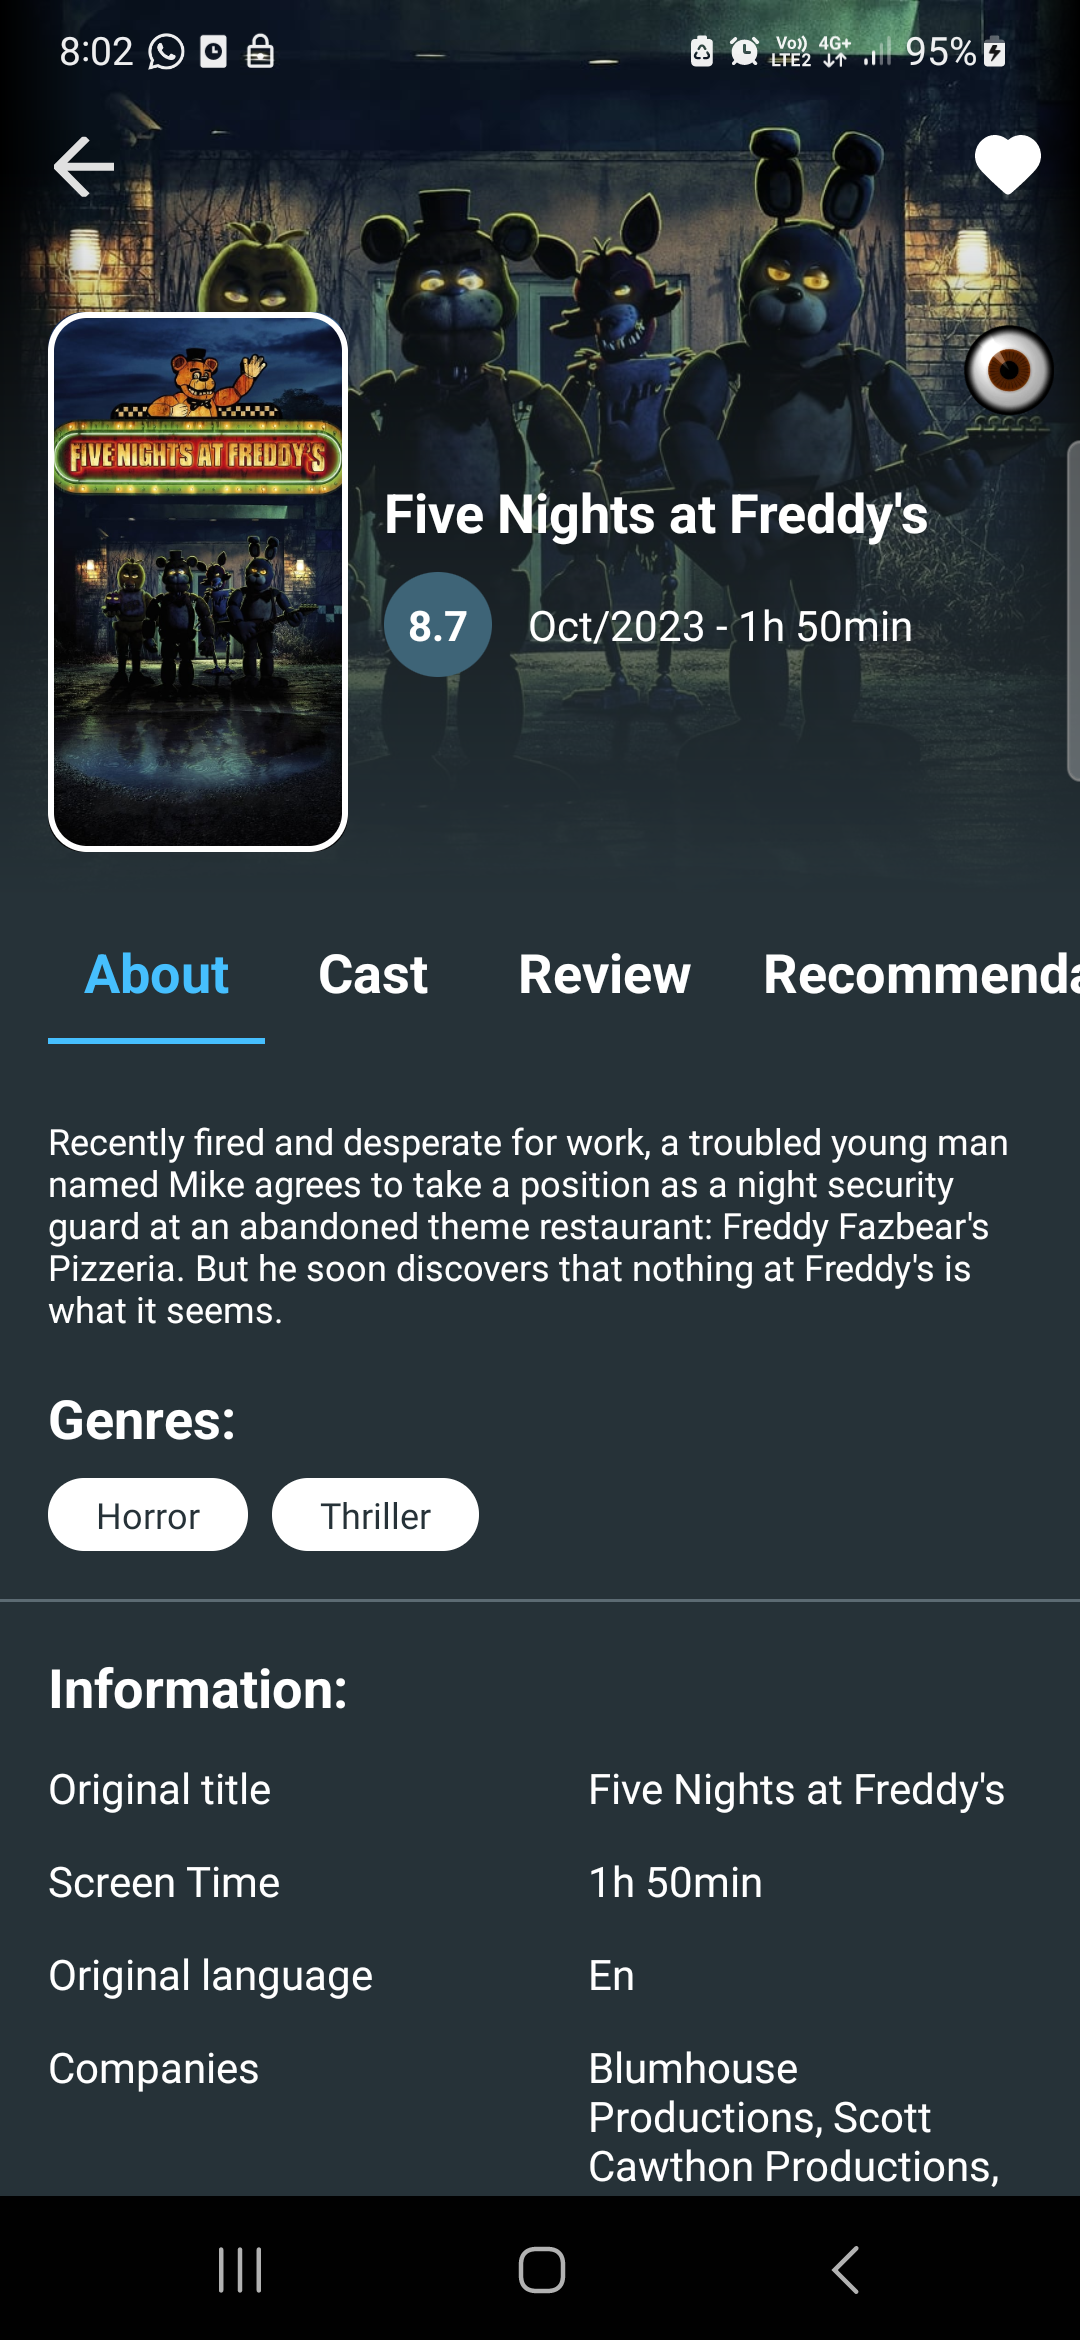 8:02
Vo)) LTE2 4G+ 95%
FIVE NIGHTS AT FREDDY'S
Five Nights at Freddy's
8.7 Oct/2023 - 1h 50min
About Cast Review Recommenda
Recently fired and desperate for work, a troubled young man
named Mike agrees to take a position as a night security
guard at an abandoned theme restaurant: Freddy Fazbear's
Pizzeria. But he soon discovers that nothing at Freddy's is
what it seems.
Genres:
Horror Thriller
Information:
Original title Five Nights at Freddy's
Screen Time 1h 50min
Original language En
Companies Blumhouse
Productions, Scott
Cawthon Productions,